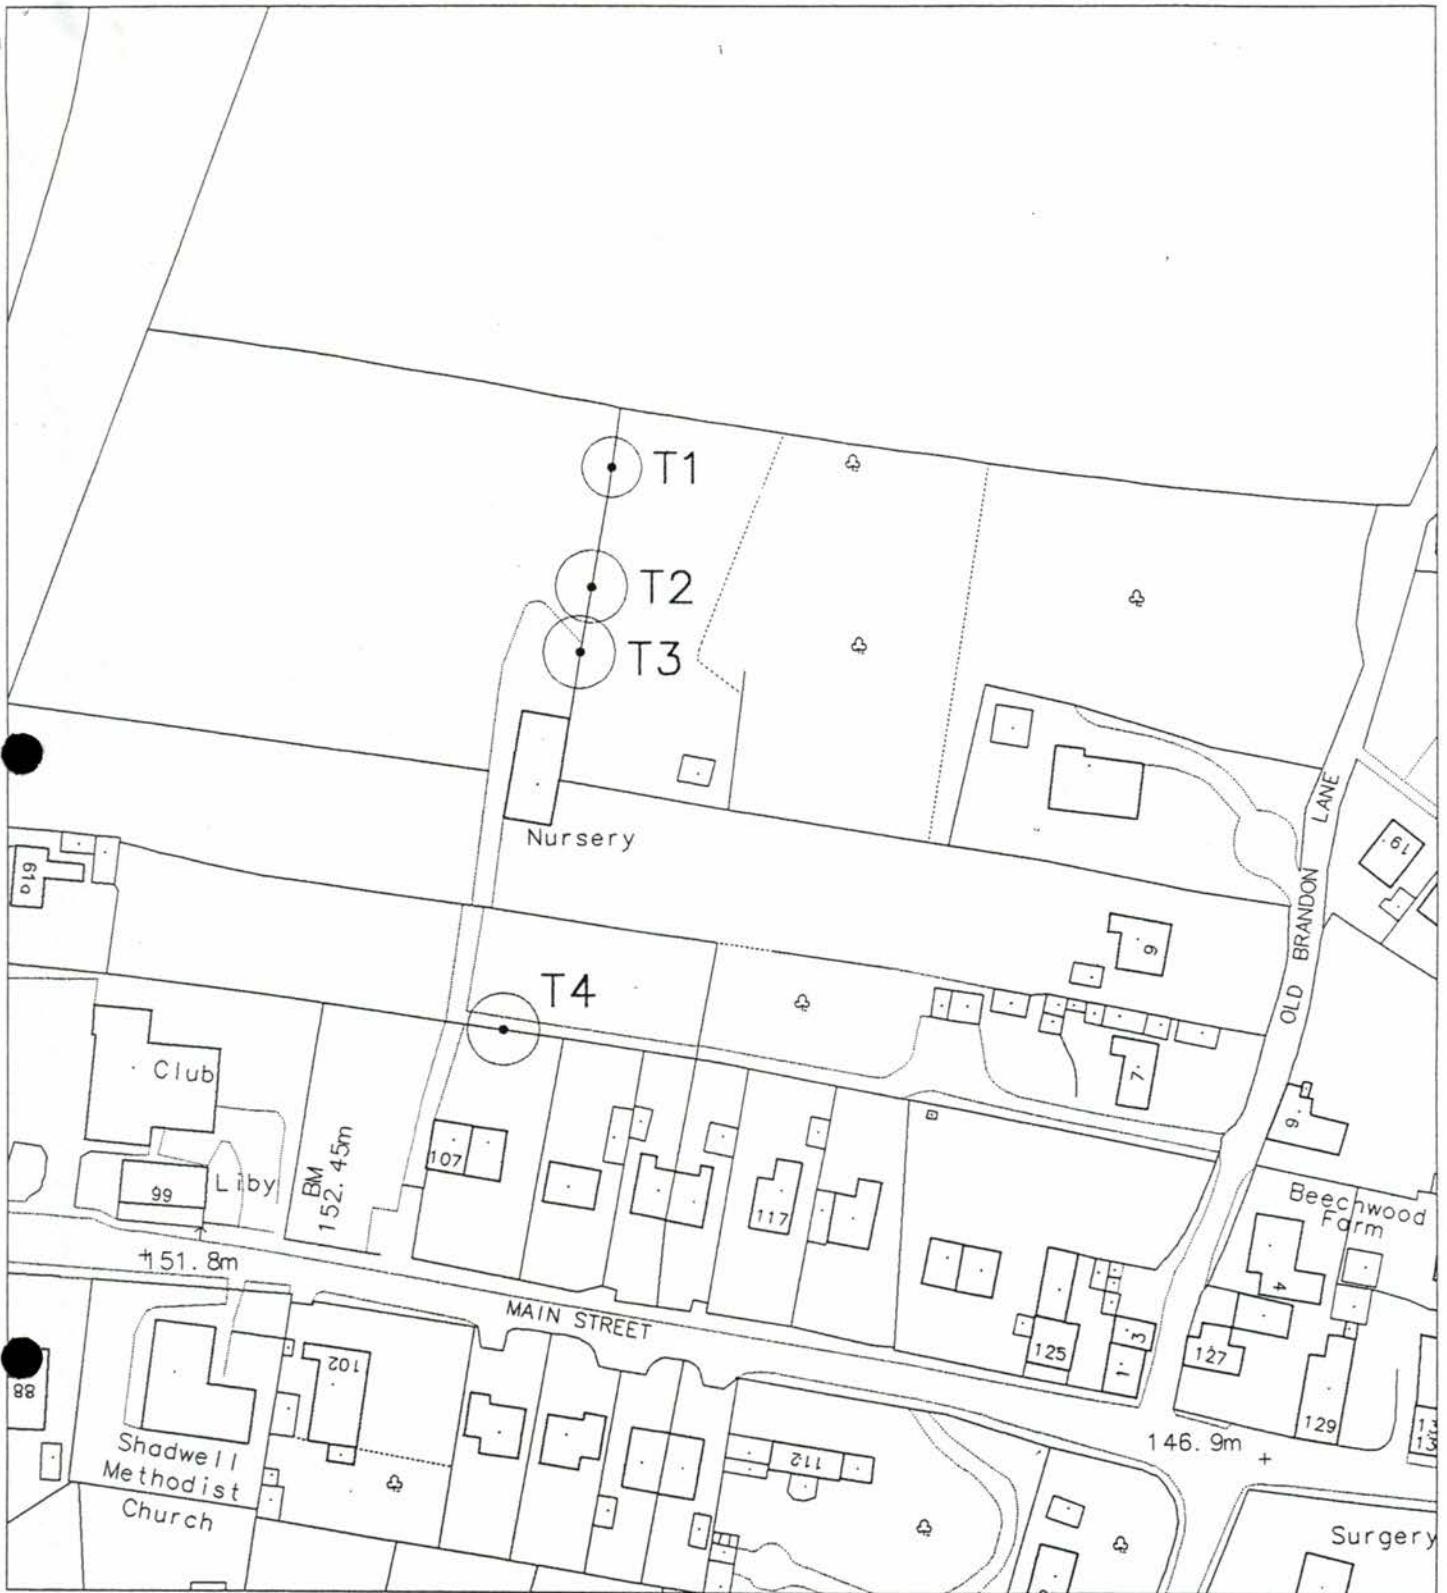 T1
T2
T3
LANE
Nursery
19
61a
BRANDON
9
OLD
T4
Club
7
9
107
BM
152.45m
Liby
99
117
Beechwood
Farm
4
+151.8m
MAIN STREET
3
125
1
127
102
88
129
146.9m
112
Shadwell
Methodist
Church
Surgery